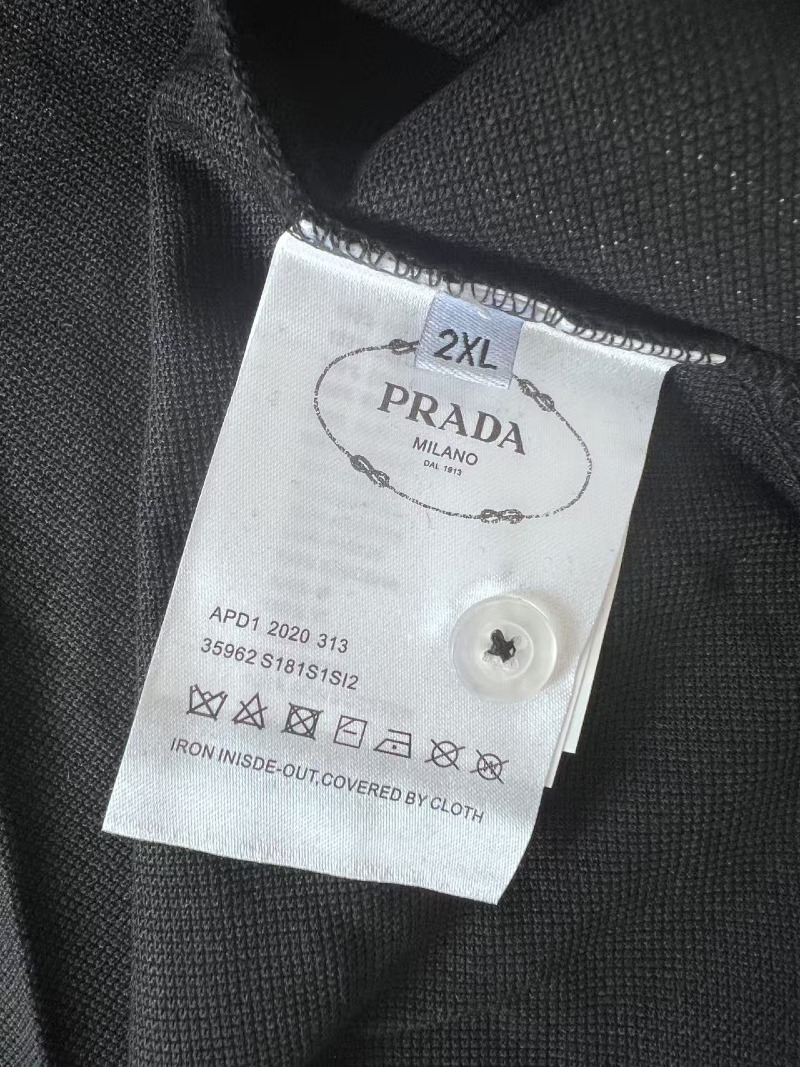 2XL
PRADA
MILANO
DAL 1913
APD1 2020 313
35962 S181S1SI2
IRON INISDE-OUT,COVERED BY CLOTH